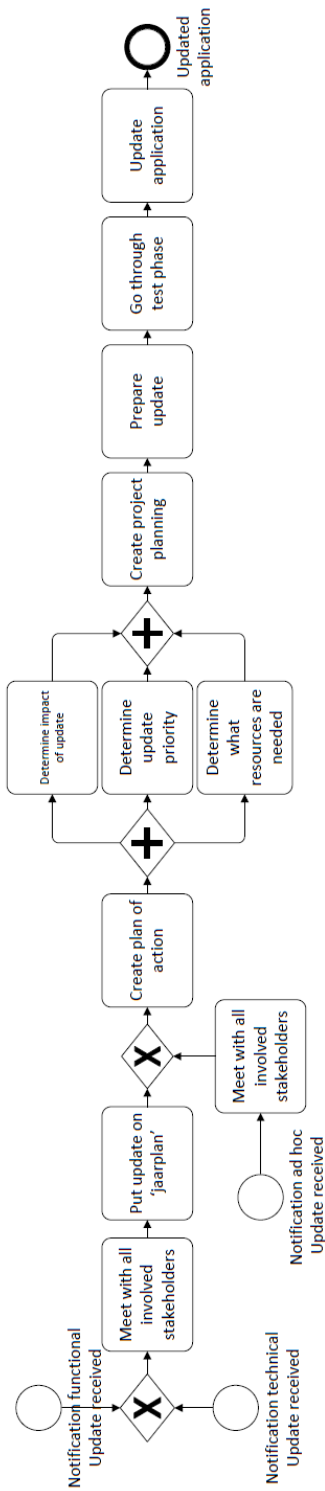 Notification functional
Update received
X
Notification technical
Update received
Meet with all
involved
stakeholders
Put update on
'jaarplan'
Notification ad hoc
Update received
Meet with all
involved
stakeholders
X
Create plan of
action
+
Determine impact
of update
Determine
update
priority
Determine
what
resources are
needed
+
Create project
planning
Prepare
update
Go through
test phase
Update
application
Updated
application